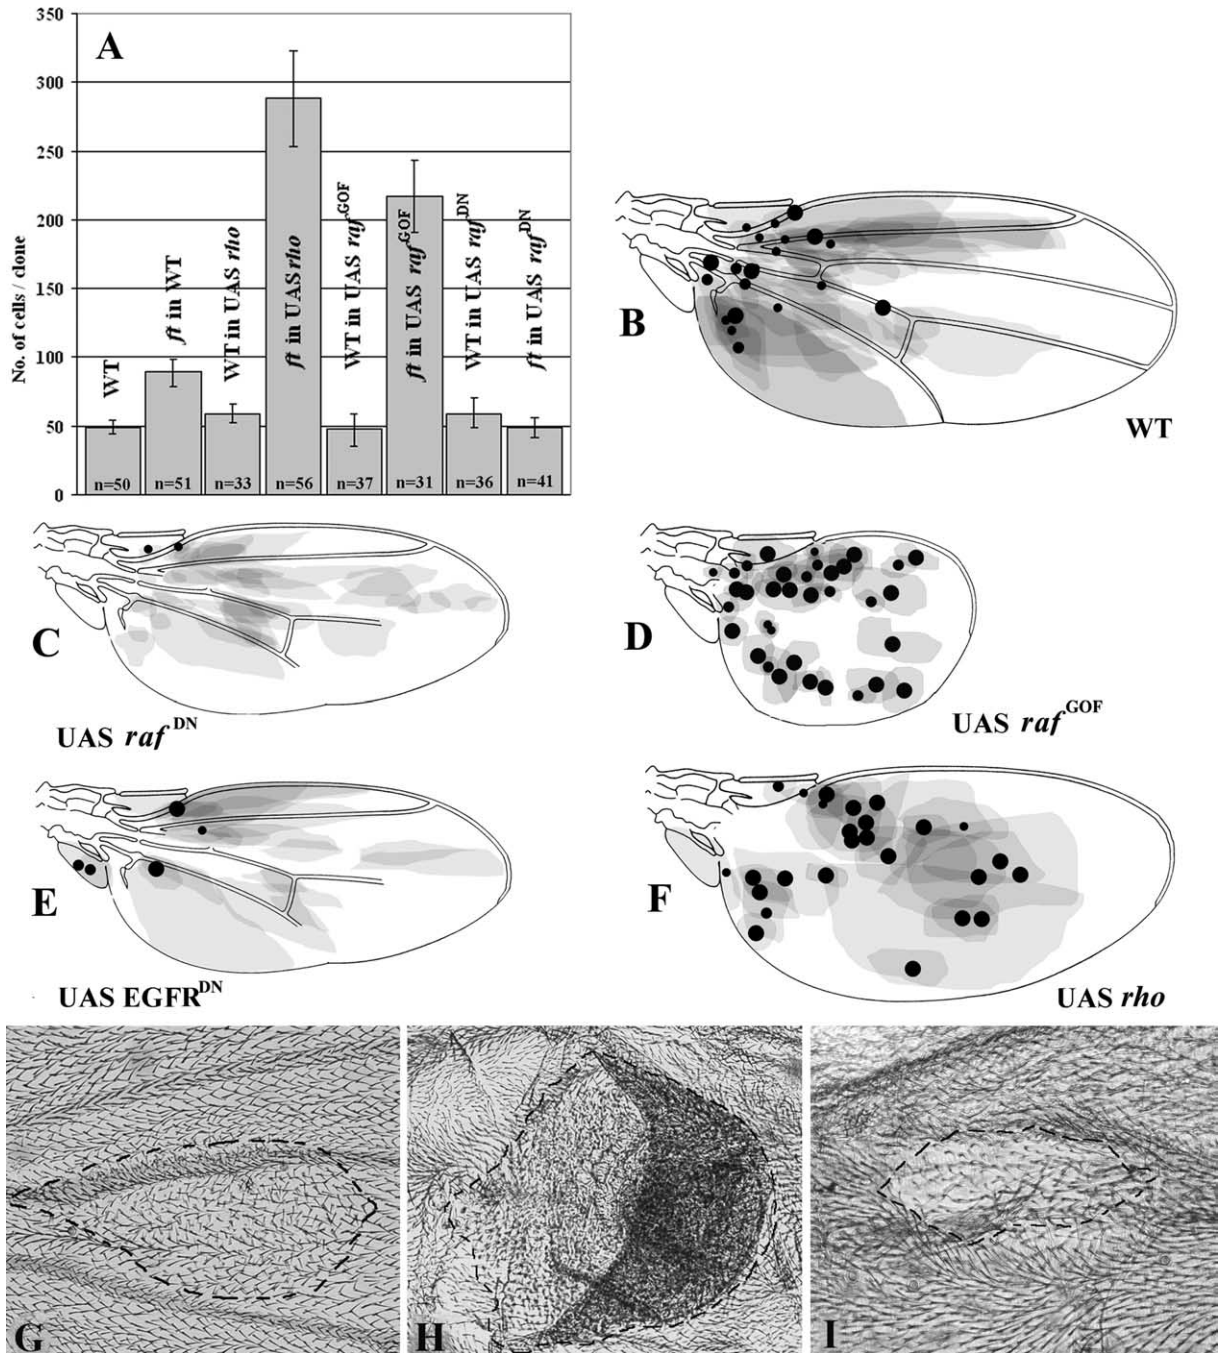 A
350
300
250
200
150
100
50
0
No. of cells / clone
WT
ft in WT
WT in UAS rho
ft in UAS rho
WT in UAS raf GOF
ft in UAS raf GOF
WT in UAS raf DN
ft in UAS raf DN
n=50 n=51 n=33 n=56 n=37 n=31 n=36 n=41
B
WT
C
UAS raf DN
D
UAS raf GOF
E
UAS EGFR DN
F
UAS rho
G
H
I